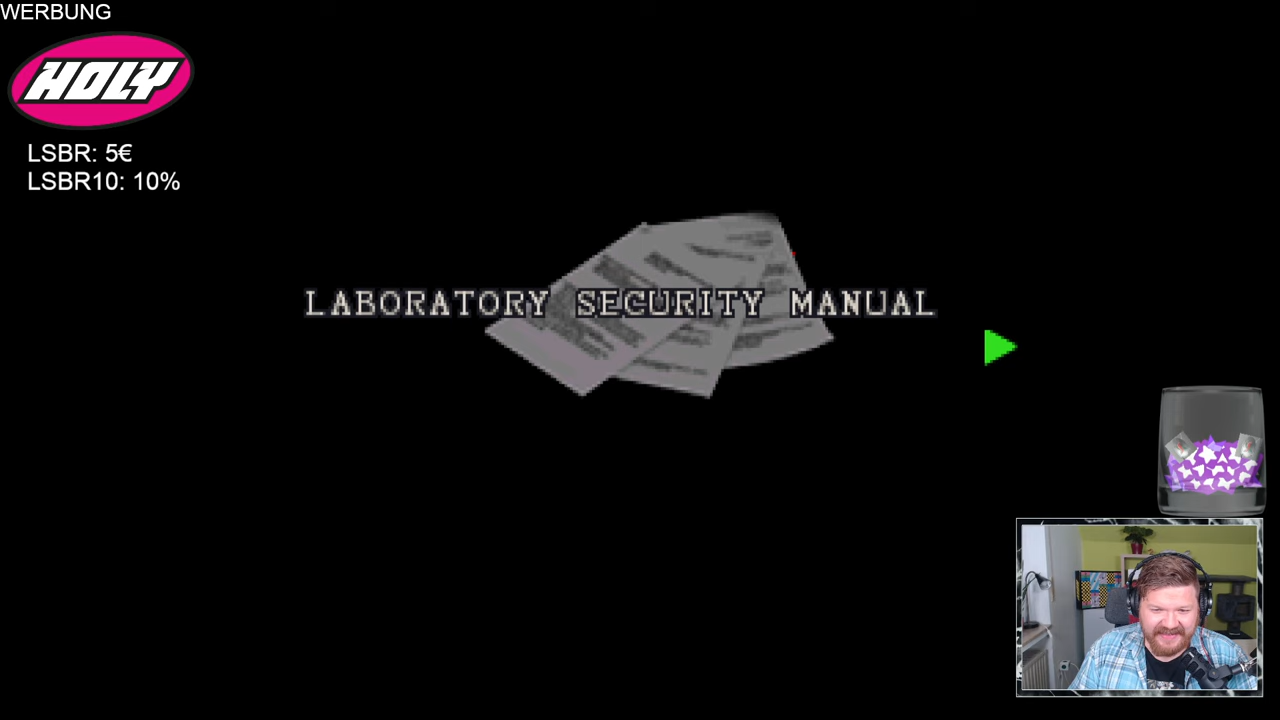 WERBUNG
HOLY
LSBR: 5€
LSBR10: 10%
LABORATORY SECURITY MANUAL